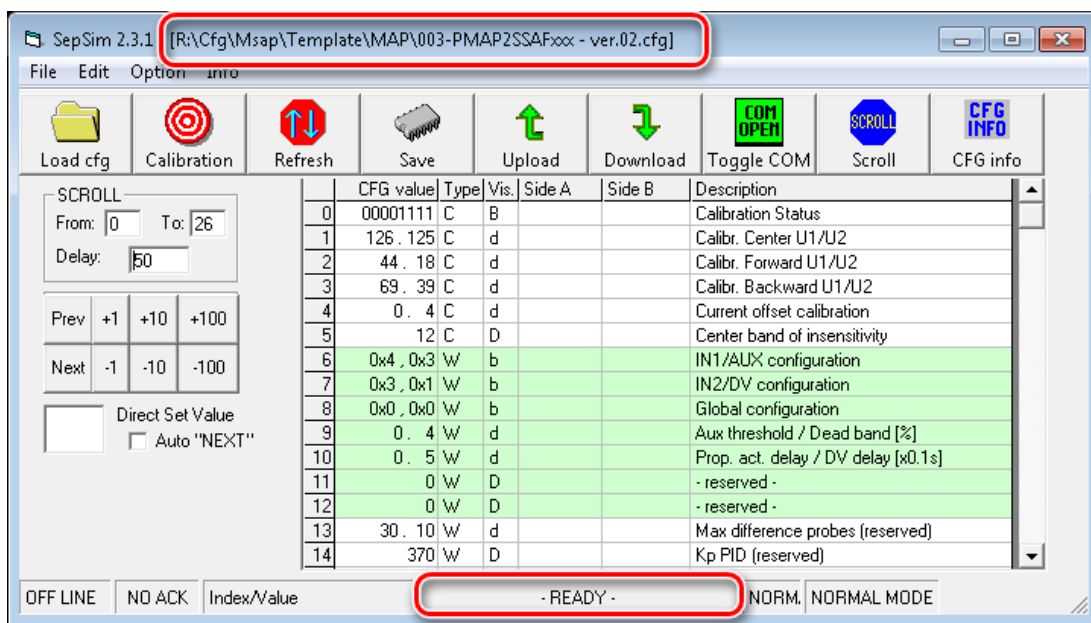 SepSim 2.3.1 [R:\Cfg\Msap\Template\MAP\003-PMAP2SSAFxxx - ver.02.cfg]
File Edit Option Info
COM OPEN SCROLL CFG INFO
Load cfg Calibration Refresh Save Upload Download Toggle COM Scroll CFG info
SCROLL
From: 0 To: 26
Delay: 50
Prev +1 +10 +100
Next -1 -10 -100
Direct Set Value
Auto "NEXT"
CFG value Type Vis. Side A Side B Description
0 00001111 C B Calibration Status
1 126 . 125 C d Calibr. Center U1/U2
2 44 . 18 C d Calibr. Forward U1/U2
3 69 . 39 C d Calibr. Backward U1/U2
4 0 . 4 C d Current offset calibration
5 12 C D Center band of insensitivity
6 0x4 , 0x3 W b IN1/AUX configuration
7 0x3 , 0x1 W b IN2/DV configuration
8 0x0 , 0x0 W b Global configuration
9 0 . 4 W d Aux threshold / Dead band [%]
10 0 . 5 W d Prop. act. delay / DV delay [x0.1s]
11 0 W D - reserved -
12 0 W D - reserved -
13 30 . 10 W d Max difference probes (reserved)
14 370 W D Kp PID (reserved)
OFF LINE NO ACK Index/Value - READY - NORM. NORMAL MODE